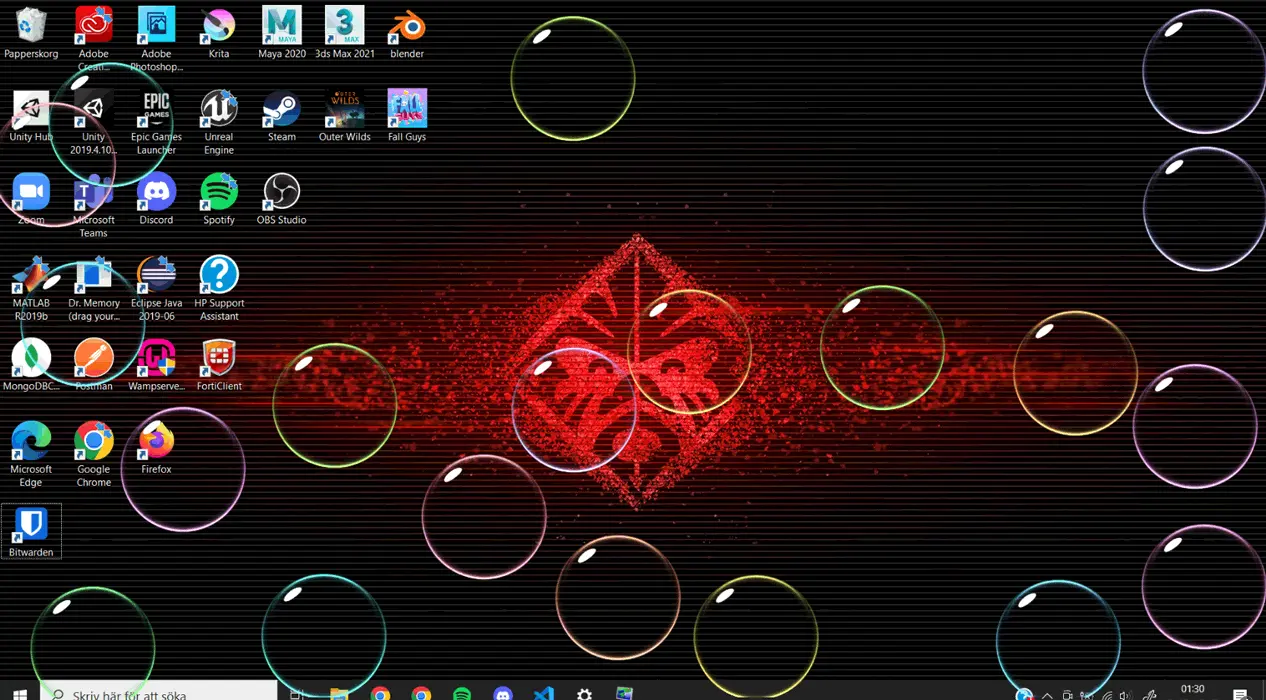 Papperskorg
Adobe
Creati...
Adobe
Photoshop...
Krita
Maya 2020
3ds Max 2021
blender
Unity Hub
Unity
2019.4.10...
Epic Games
Launcher
Unreal
Engine
Steam
Outer Wilds
Fall Guys
Zoom
Microsoft
Teams
Discord
Spotify
OBS Studio
MATLAB
R2019b
Dr. Memory
(drag your...
Eclipse Java
2019-06
HP Support
Assistant
MongoDBC...
Postman
Wampserve...
FortiClient
Microsoft
Edge
Google
Chrome
Firefox
Bitwarden
Skriv här för att söka
01:30